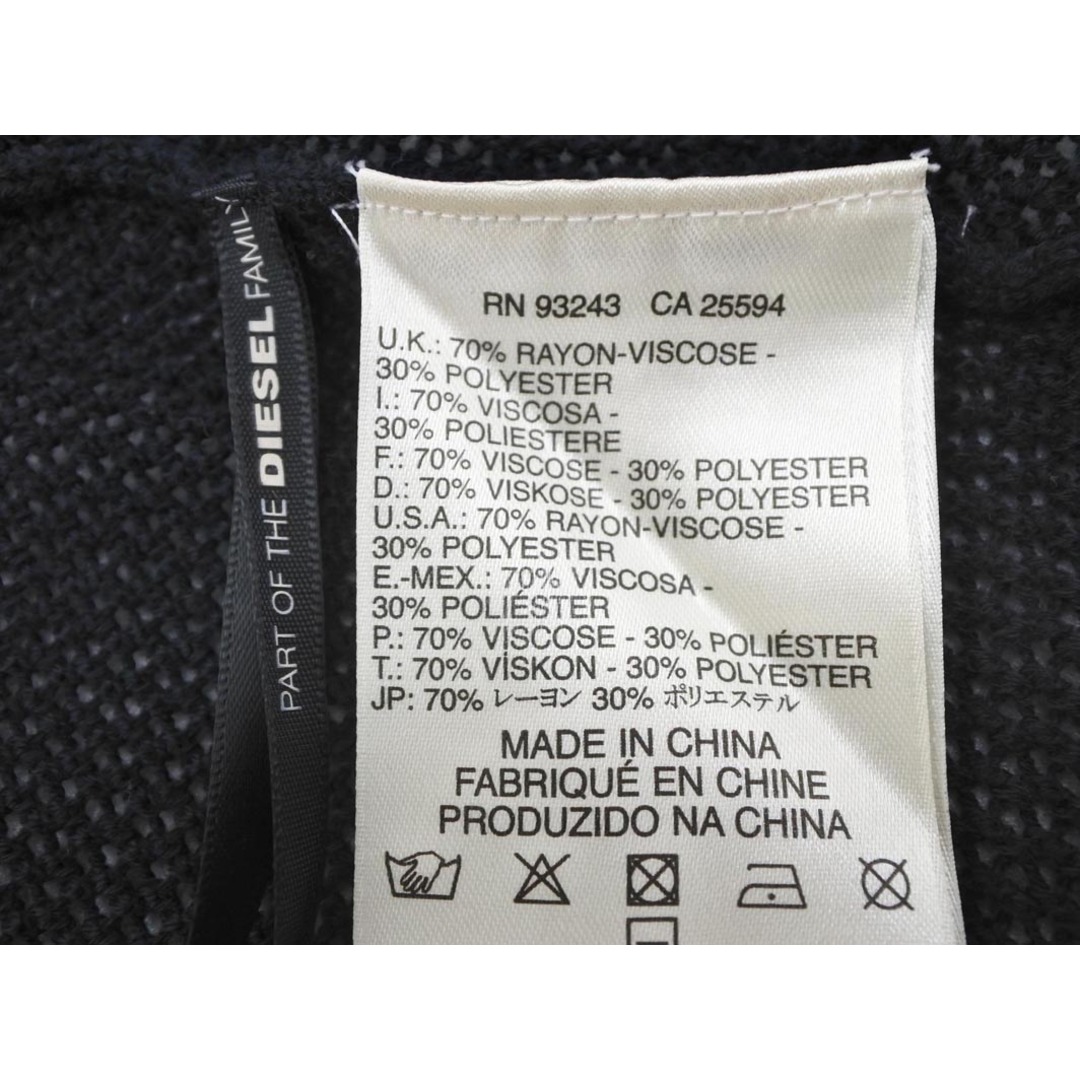 PART OF THE DIESEL FAMILY
RN 93243 CA 25594
U.K.: 70% RAYON-VISCOSE -
30% POLYESTER
I.: 70% VISCOSA -
30% POLIESTERE
F.: 70% VISCOSE - 30% POLYESTER
D.: 70% VISKOSE - 30% POLYESTER
U.S.A.: 70% RAYON-VISCOSE -
30% POLYESTER
E.-MEX.: 70% VISCOSA -
30% POLIÉSTER
P.: 70% VISCOSE - 30% POLIÉSTER
T.: 70% VİSKON - 30% POLYESTER
JP: 70% レーヨン 30% ポリエステル
MADE IN CHINA
FABRIQUÉ EN CHINE
PRODUZIDO NA CHINA